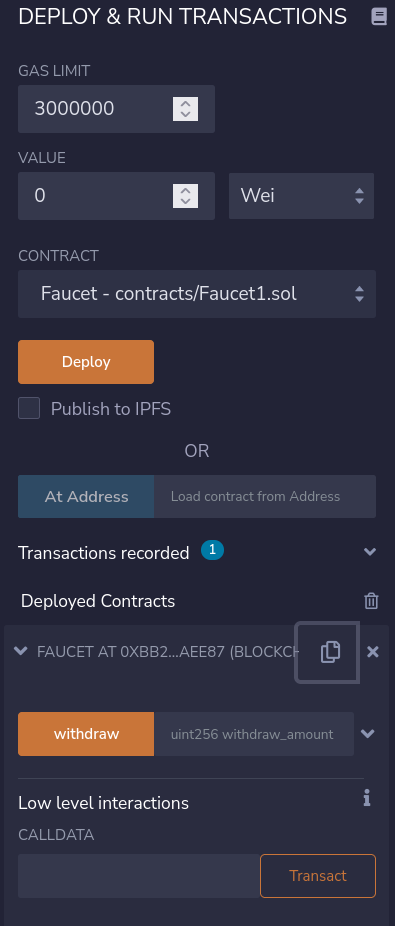 DEPLOY & RUN TRANSACTIONS
GAS LIMIT
3000000
VALUE
0 Wei
CONTRACT
Faucet - contracts/Faucet1.sol
Deploy
Publish to IPFS
OR
At Address Load contract from Address
Transactions recorded 1
Deployed Contracts
FAUCET AT 0XBB2...AEE87 (BLOCKCH
withdraw uint256 withdraw_amount
Low level interactions
CALLDATA
Transact